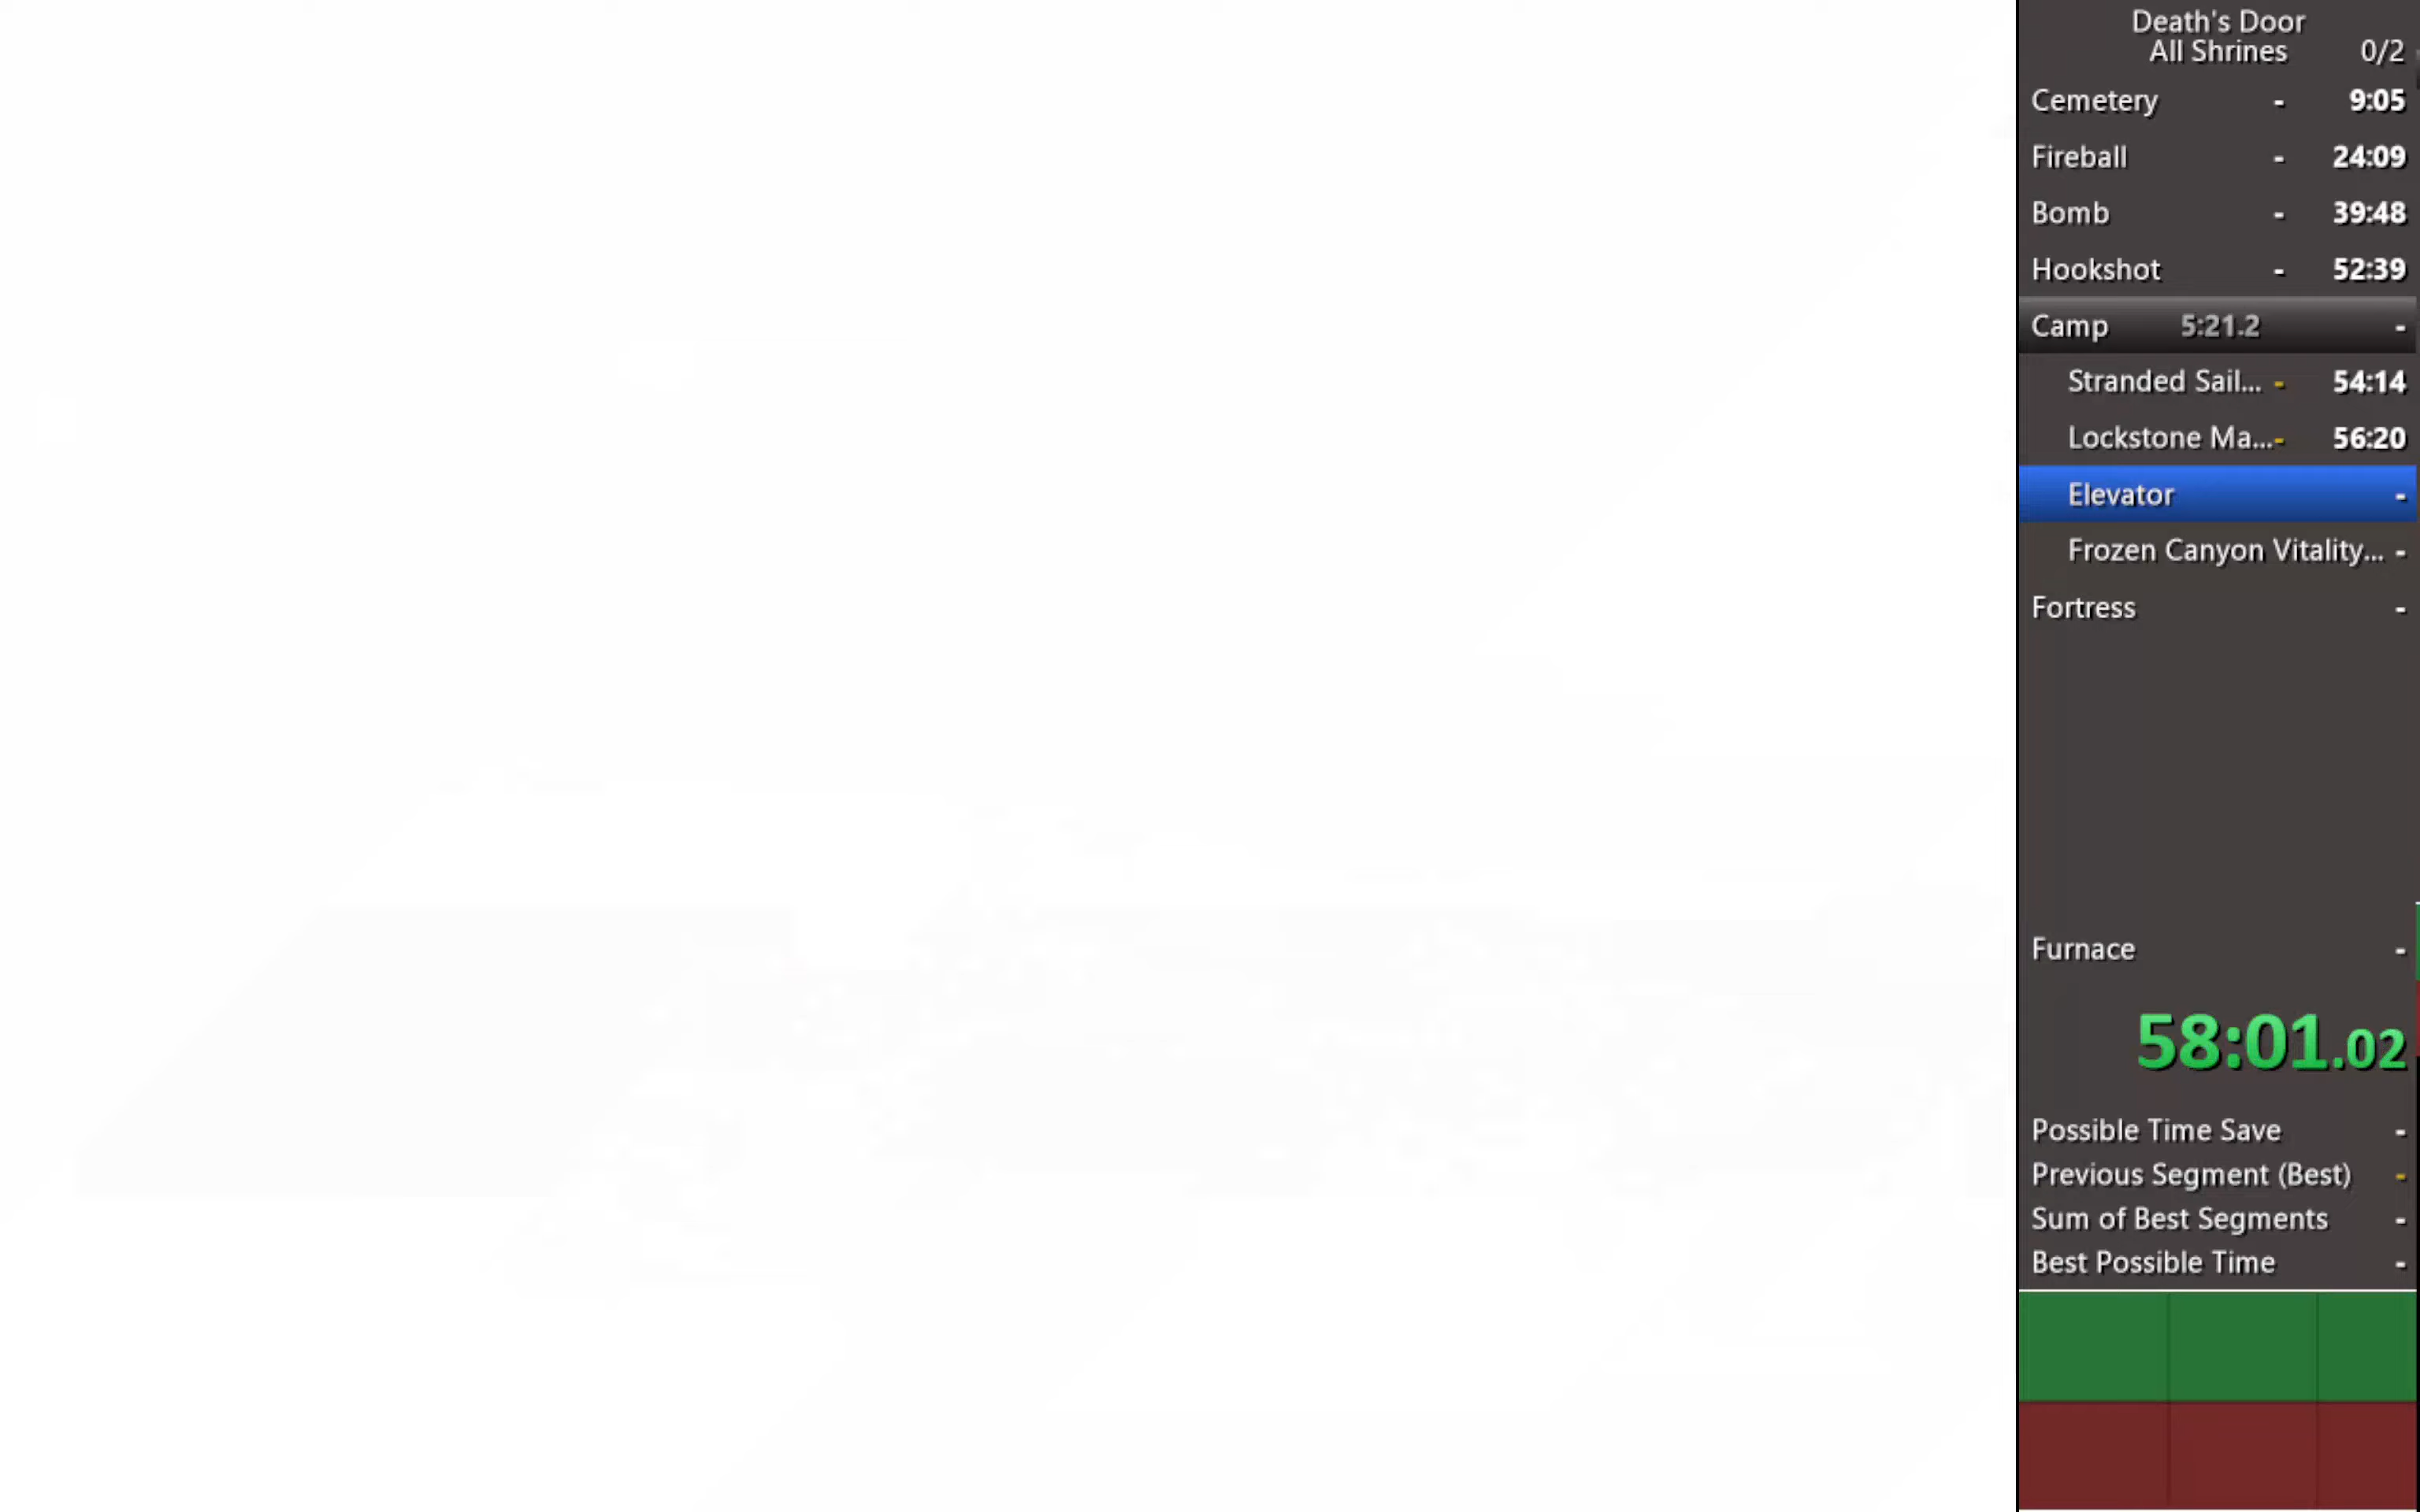 Death's Door
All Shrines 0/2
Cemetery - 9:05
Fireball - 24:09
Bomb - 39:48
Hookshot - 52:39
Camp 5:21.2 -
Stranded Sail... - 54:14
Lockstone Ma...- 56:20
Elevator -
Frozen Canyon Vitality... -
Fortress -
Furnace -
58:01.02
Possible Time Save -
Previous Segment (Best) -
Sum of Best Segments -
Best Possible Time -